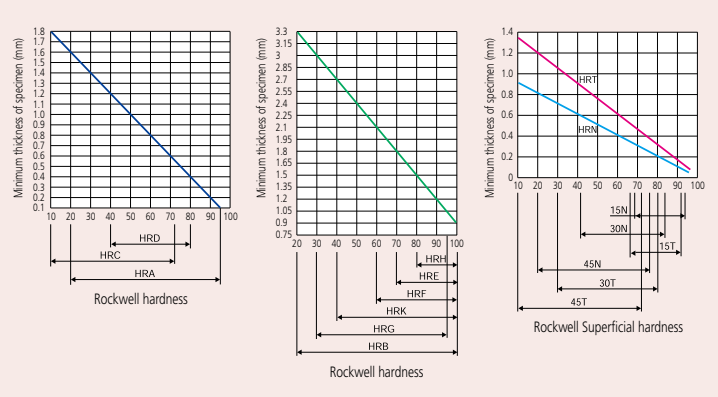 Minimum thickness of specimen (mm)
1.8
1.7
1.6
1.5
1.4
1.3
1.2
1.1
1.0
0.9
0.8
0.7
0.6
0.5
0.4
0.3
0.2
0.1
10 20 30 40 50 60 70 80 90 100
HRD
HRC
HRA
Rockwell hardness
Minimum thickness of specimen (mm)
3.3
3.15
3
2.85
2.7
2.55
2.4
2.25
2.1
1.95
1.8
1.65
1.5
1.35
1.2
1.05
0.9
0.75
20 30 40 50 60 70 80 90 100
HRH
HRE
HRF
HRK
HRG
HRB
Rockwell hardness
Minimum thickness of specimen (mm)
1.4
1.2
1.0
0.8
0.6
0.4
0.2
0
HRT
HRN
10 20 30 40 50 60 70 80 90 100
15N
30N
15T
45N
30T
45T
Rockwell Superficial hardness